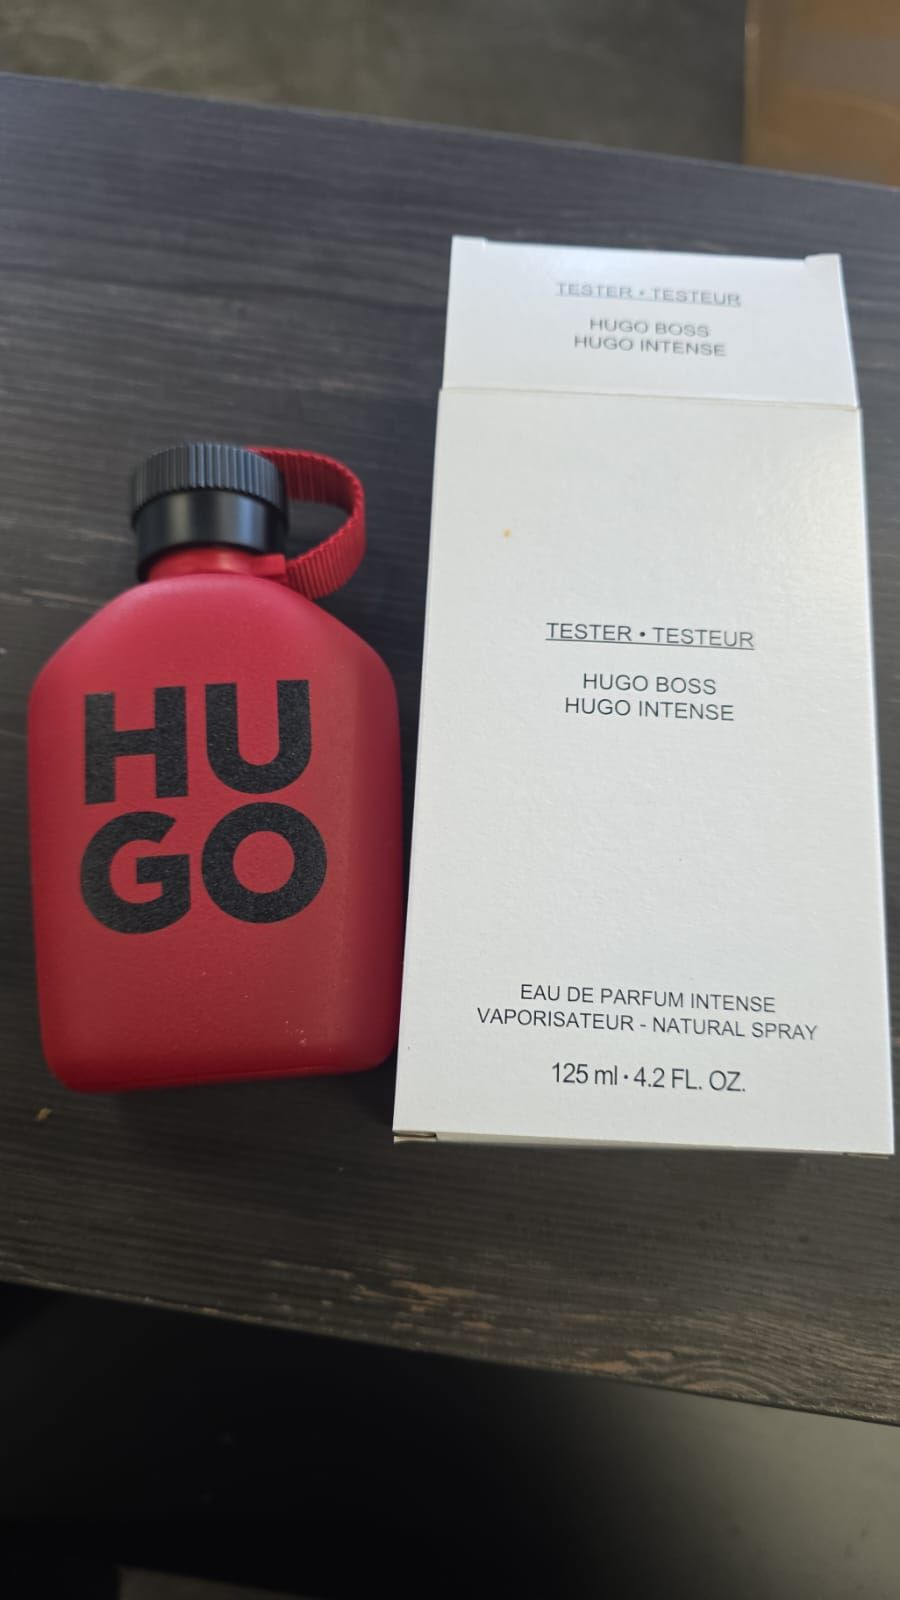 TESTER • TESTEUR
HUGO BOSS
HUGO INTENSE
HU
GO
TESTER • TESTEUR
HUGO BOSS
HUGO INTENSE
EAU DE PARFUM INTENSE
VAPORISATEUR - NATURAL SPRAY
125 ml · 4.2 FL. OZ.